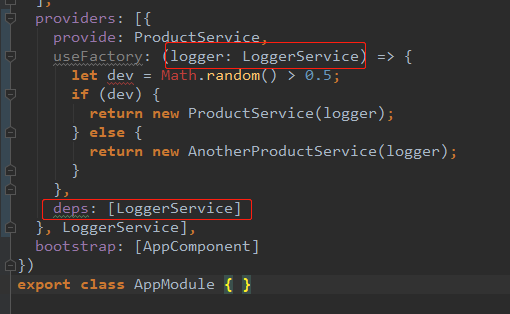 ],
providers: [{
provide: ProductService,
useFactory: (logger: LoggerService) => {
let dev = Math.random() > 0.5;
if (dev) {
return new ProductService(logger);
} else {
return new AnotherProductService(logger);
}
},
deps: [LoggerService]
}, LoggerService],
bootstrap: [AppComponent]
})
export class AppModule { }